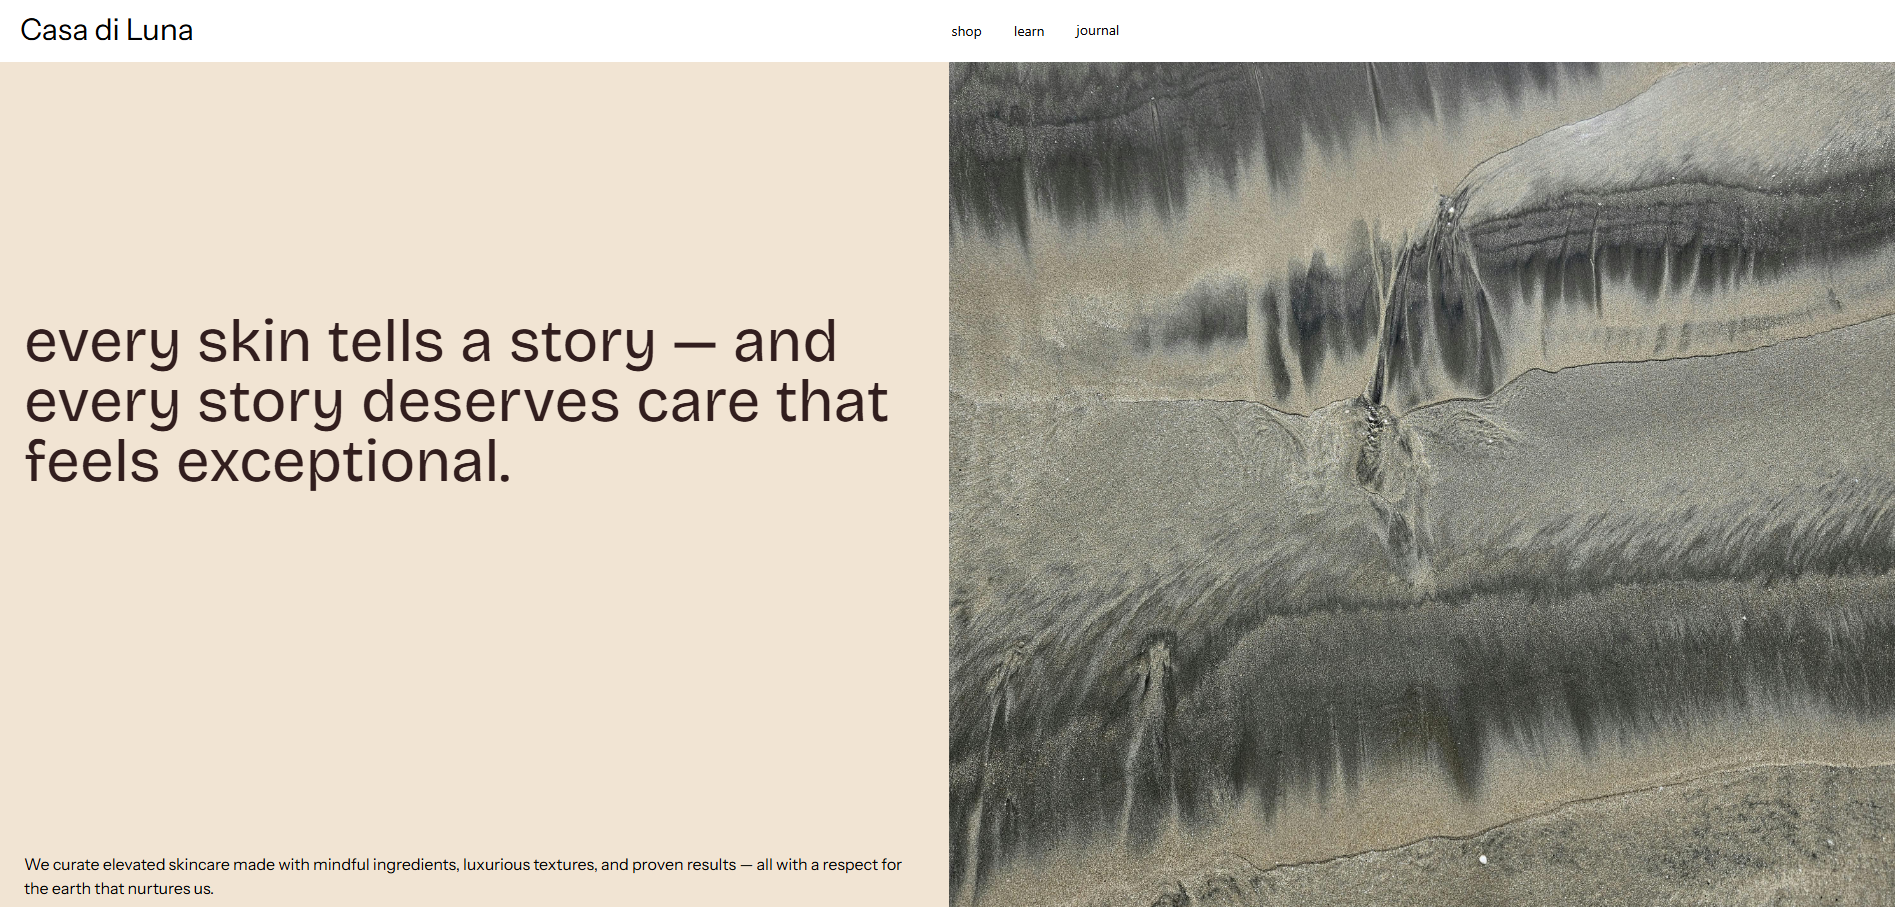 Casa di Luna
shop learn journal
every skin tells a story — and
every story deserves care that
feels exceptional.
We curate elevated skincare made with mindful ingredients, luxurious textures, and proven results — all with a respect for
the earth that nurtures us.